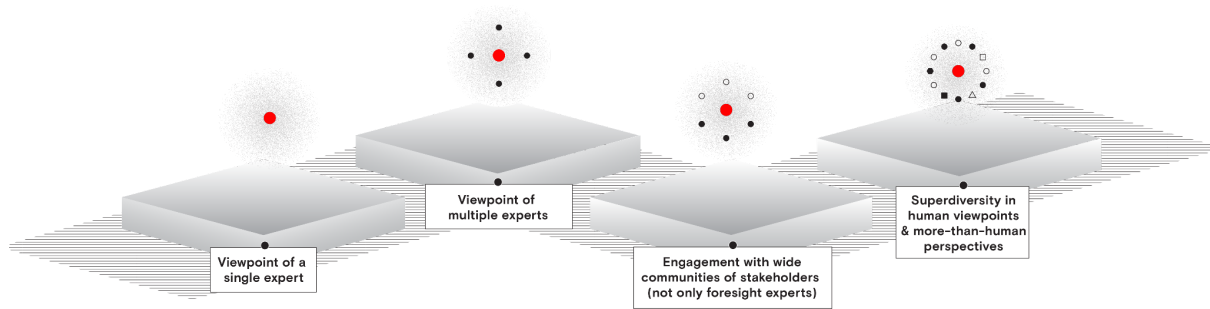 Viewpoint of a
single expert
Viewpoint of
multiple experts
Engagement with wide
communities of stakeholders
(not only foresight experts)
Superdiversity in
human viewpoints
& more-than-human
perspectives